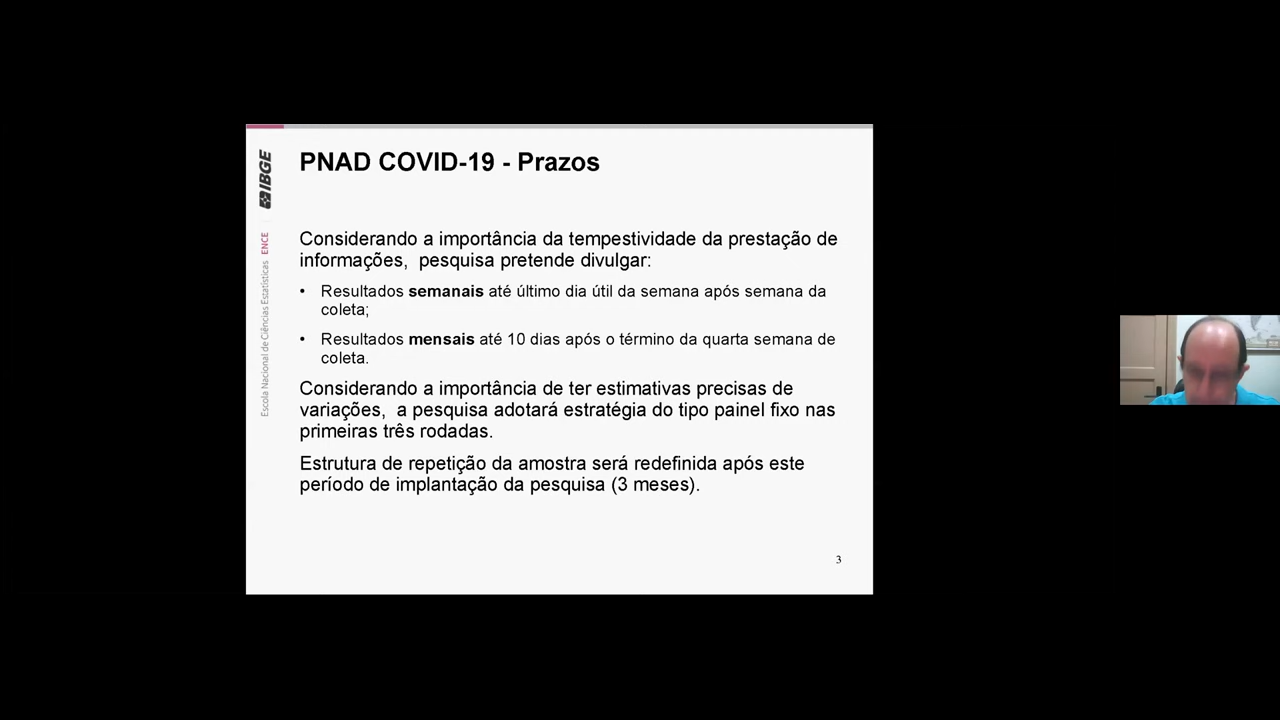 PNAD COVID-19 - Prazos
IBGE
Escola Nacional de Ciências Estatísticas ENCE
Considerando a importância da tempestividade da prestação de
informações, pesquisa pretende divulgar:
• Resultados semanais até último dia útil da semana após semana da
coleta;
• Resultados mensais até 10 dias após o término da quarta semana de
coleta.
Considerando a importância de ter estimativas precisas de
variações, a pesquisa adotará estratégia do tipo painel fixo nas
primeiras três rodadas.
Estrutura de repetição da amostra será redefinida após este
período de implantação da pesquisa (3 meses).
3